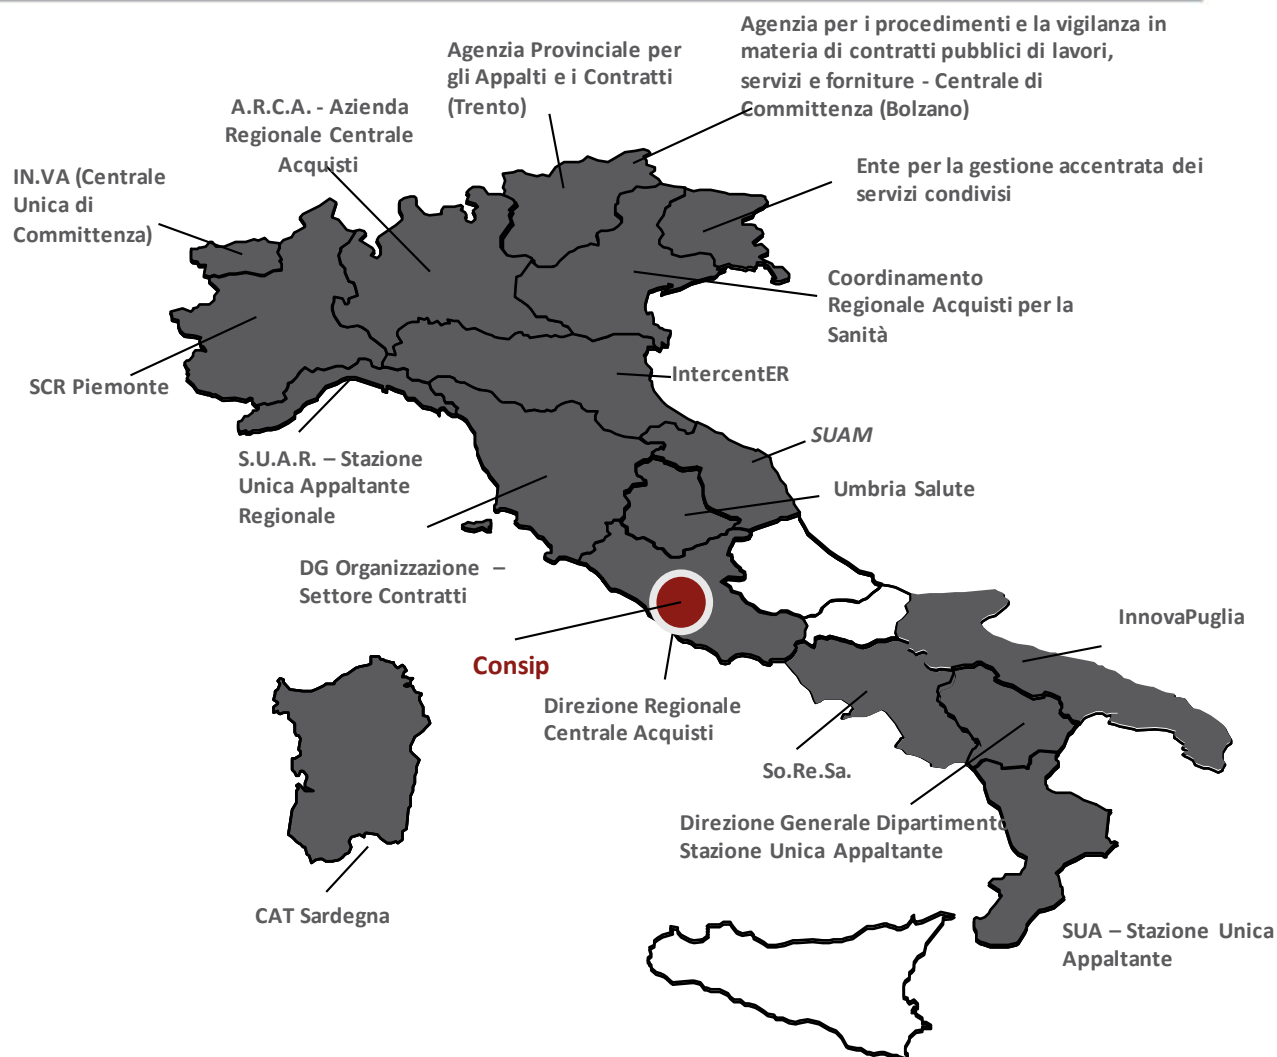 Agenzia per i procedimenti e la vigilanza in
materia di contratti pubblici di lavori,
servizi e forniture - Centrale di
Committenza (Bolzano)
Agenzia Provinciale per
gli Appalti e i Contratti
(Trento)
A.R.C.A. - Azienda
Regionale Centrale
Acquisti
IN.VA (Centrale
Unica di
Committenza)
Ente per la gestione accentrata dei
servizi condivisi
Coordinamento
Regionale Acquisti per la
Sanità
SCR Piemonte
IntercentER
SUAM
S.U.A.R. – Stazione
Unica Appaltante
Regionale
Umbria Salute
DG Organizzazione –
Settore Contratti
InnovaPuglia
Consip
Direzione Regionale
Centrale Acquisti
So.Re.Sa.
Direzione Generale Dipartimento
Stazione Unica Appaltante
CAT Sardegna
SUA – Stazione Unica
Appaltante